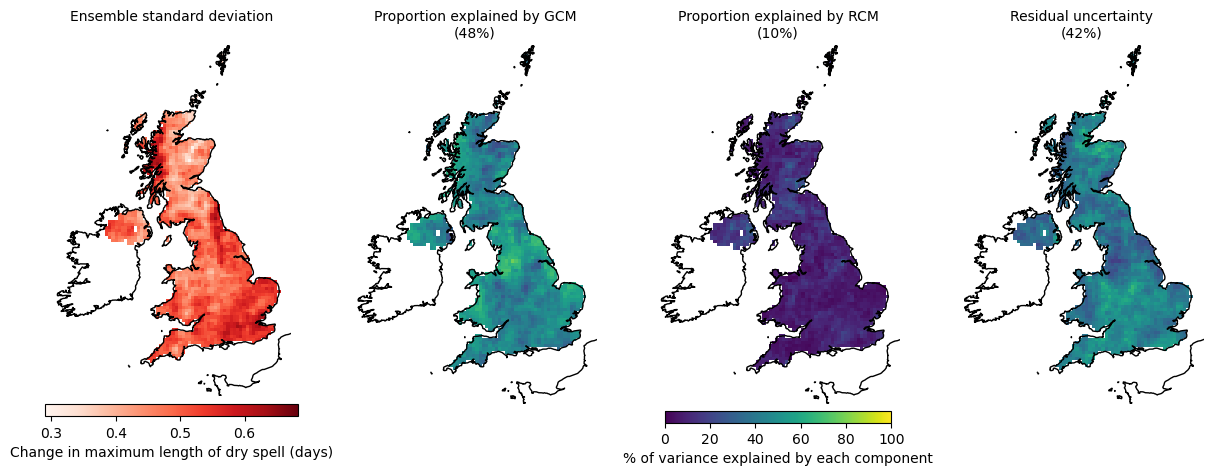 Ensemble standard deviation
Proportion explained by GCM
(48%)
Proportion explained by RCM
(10%)
Residual uncertainty
(42%)
0.3 0.4 0.5 0.6
Change in maximum length of dry spell (days)
0 20 40 60 80 100
% of variance explained by each component